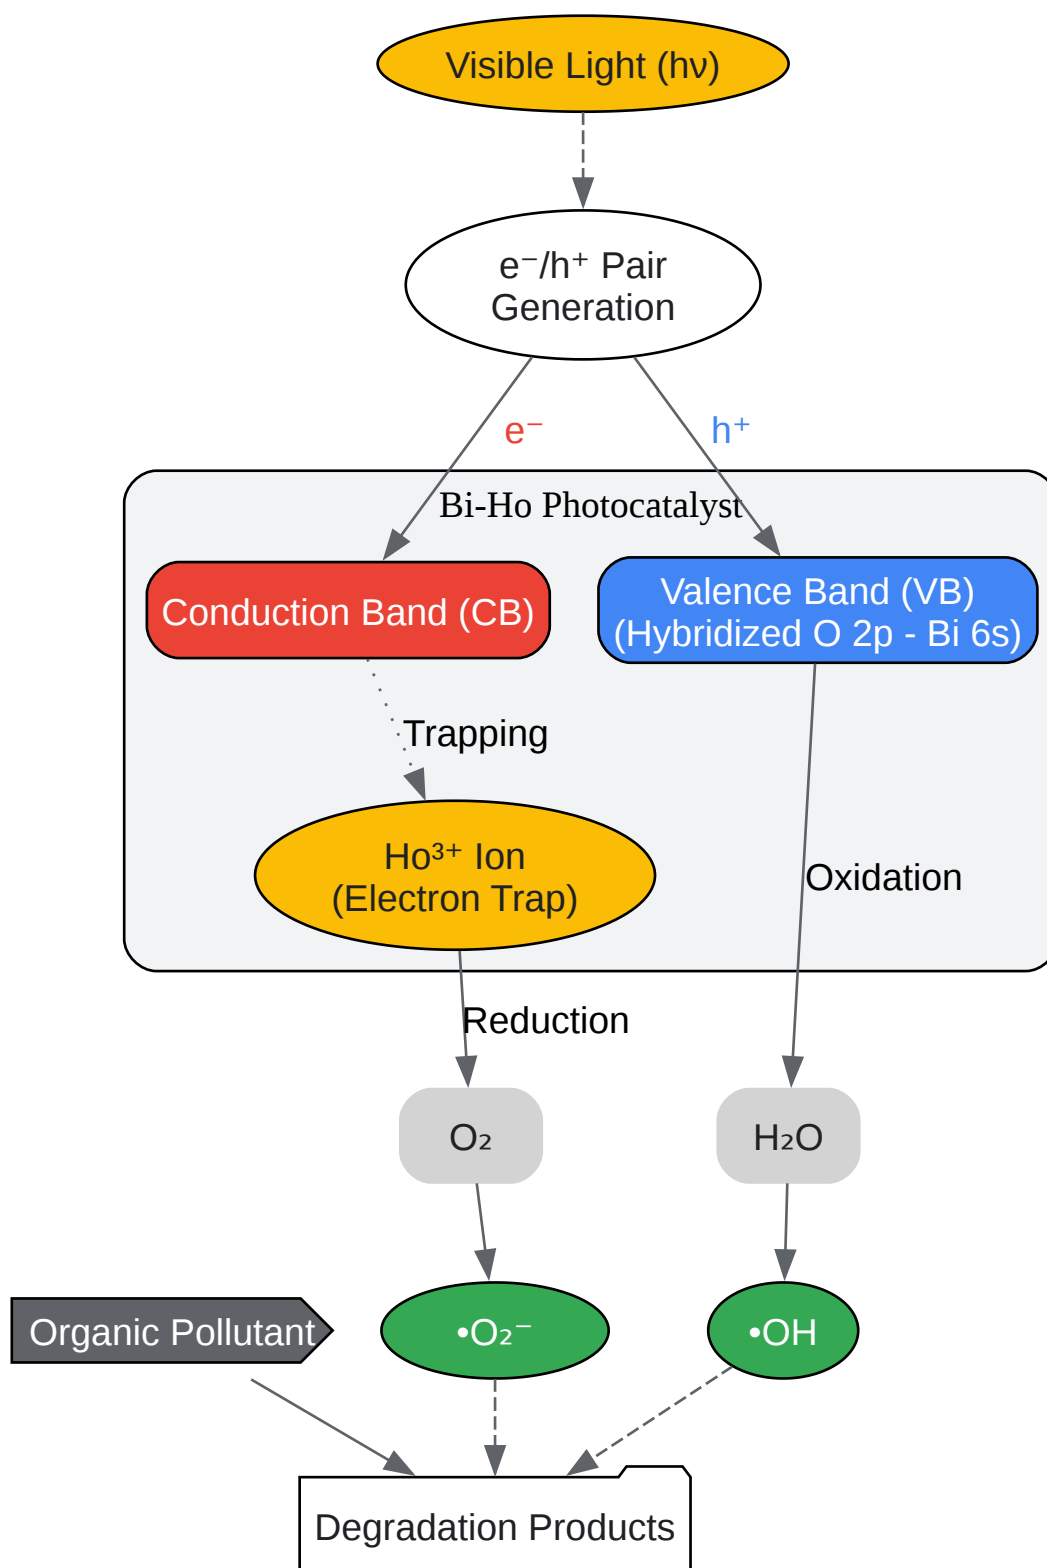 Visible Light (hν)
e⁻/h⁺ Pair
Generation
e⁻
h⁺
Bi-Ho Photocatalyst
Conduction Band (CB)
Valence Band (VB)
(Hybridized O 2p - Bi 6s)
Trapping
Ho³⁺ Ion
(Electron Trap)
Oxidation
Reduction
O₂
H₂O
Organic Pollutant
•O₂⁻
•OH
Degradation Products